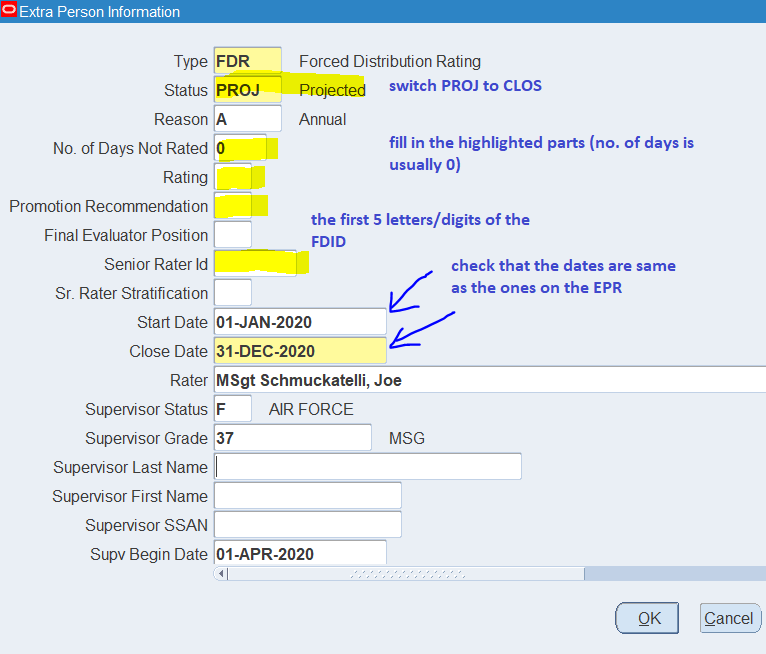 Extra Person Information
Type FDR Forced Distribution Rating
Status PROJ Projected switch PROJ to CLOS
Reason A Annual
No. of Days Not Rated 0 fill in the highlighted parts (no. of days is
usually 0)
Rating
Promotion Recommendation
the first 5 letters/digits of the
Final Evaluator Position FDID
Senior Rater Id check that the dates are same
as the ones on the EPR
Sr. Rater Stratification
Start Date 01-JAN-2020
Close Date 31-DEC-2020
Rater MSgt Schmuckatelli, Joe
Supervisor Status F AIR FORCE
Supervisor Grade 37 MSG
Supervisor Last Name
Supervisor First Name
Supervisor SSAN
Supv Begin Date 01-APR-2020
OK Cancel